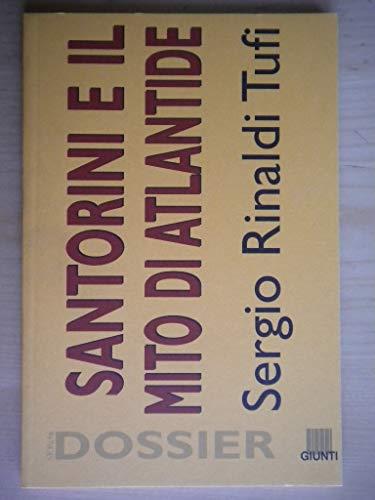 SANTORINI E IL
MITO DI ATLANTIDE
Sergio Rinaldi Tufi
DOSSIER
GIUNTI